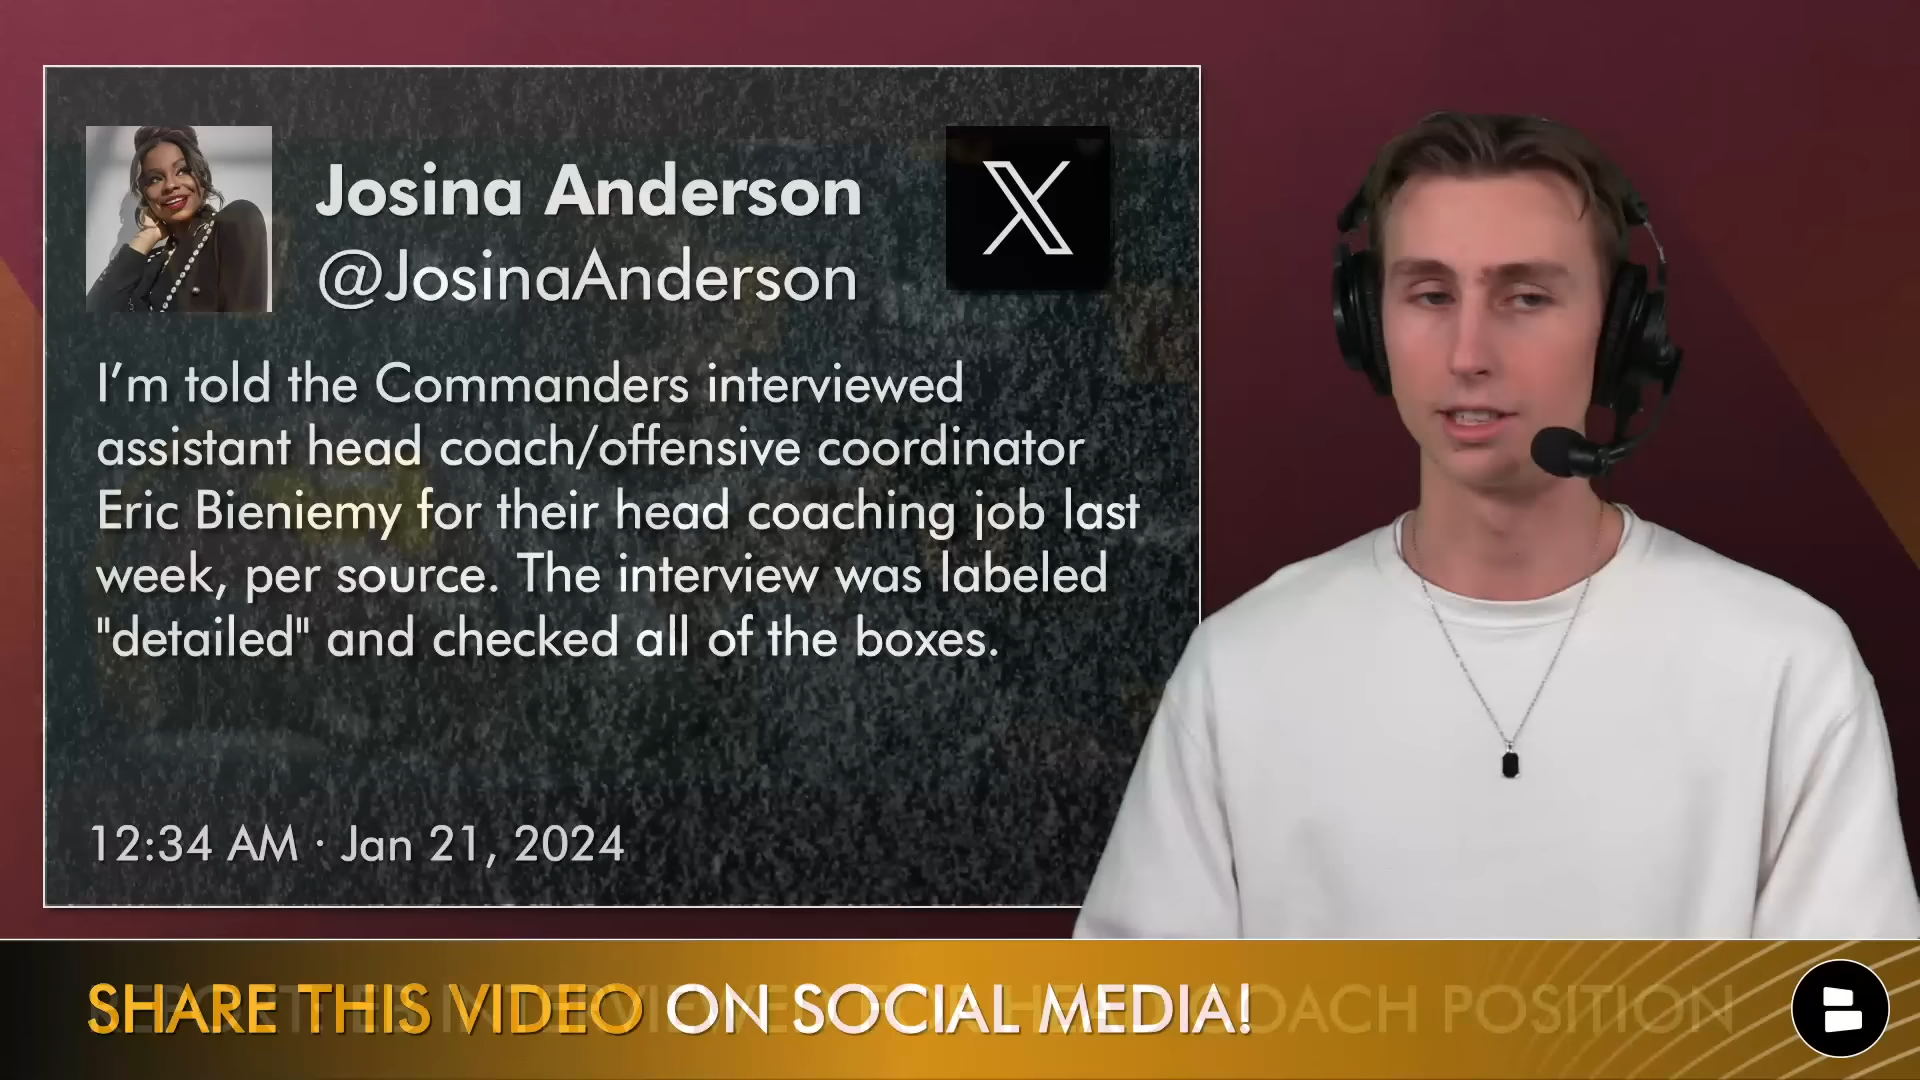 Josina Anderson
@JosinaAnderson
I’m told the Commanders interviewed
assistant head coach/offensive coordinator
Eric Bieniemy for their head coaching job last
week, per source. The interview was labeled
"detailed" and checked all of the boxes.
12:34 AM · Jan 21, 2024
SHARE THIS VIDEO ON SOCIAL MEDIA!
COACH POSITION